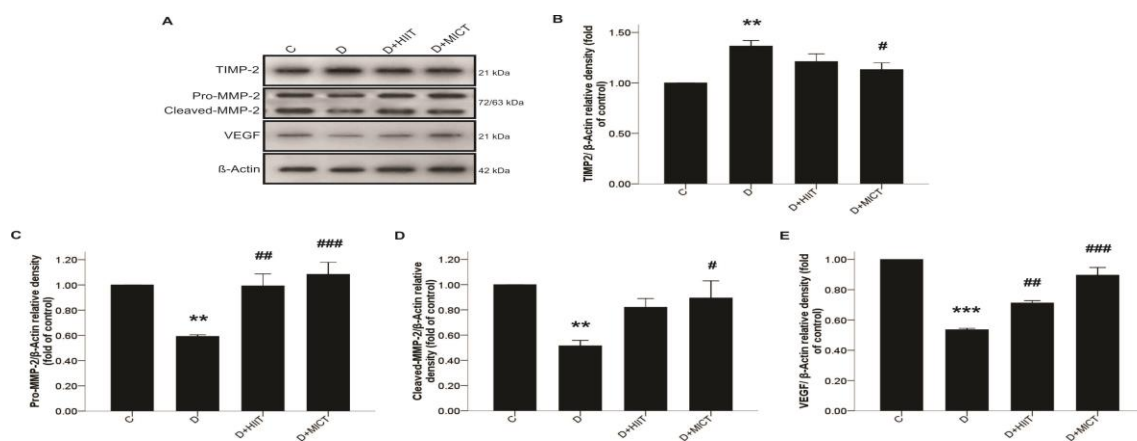 A
C D D+HIIT D+MICT
TIMP-2 21 kDa
Pro-MMP-2
72/63 kDa
Cleaved-MMP-2
VEGF 21 kDa
ß-Actin 42 kDa
B
TIMP2/ β-Actin relative density (fold
of control)
1.50
1.00
.50
0.00
**
#
C D D+HIIT D+MICT
C
Pro-MMP-2/β-Actin relative density
(fold of control)
1.20
1.00
0.80
0.60
0.40
0.20
0.00
**
##
###
C D D+HIIT D+MICT
D
Cleaved-MMP-2/β-Actin relative
density (fold of control)
1.20
1.00
0.80
0.60
0.40
0.20
0.00
**
#
C D D+HIIT D+MICT
E
VEGF/ β-Actin relative density (fold
of control)
1.00
0.80
0.60
0.40
0.20
0.00
***
##
###
C D D+HIIT D+MICT